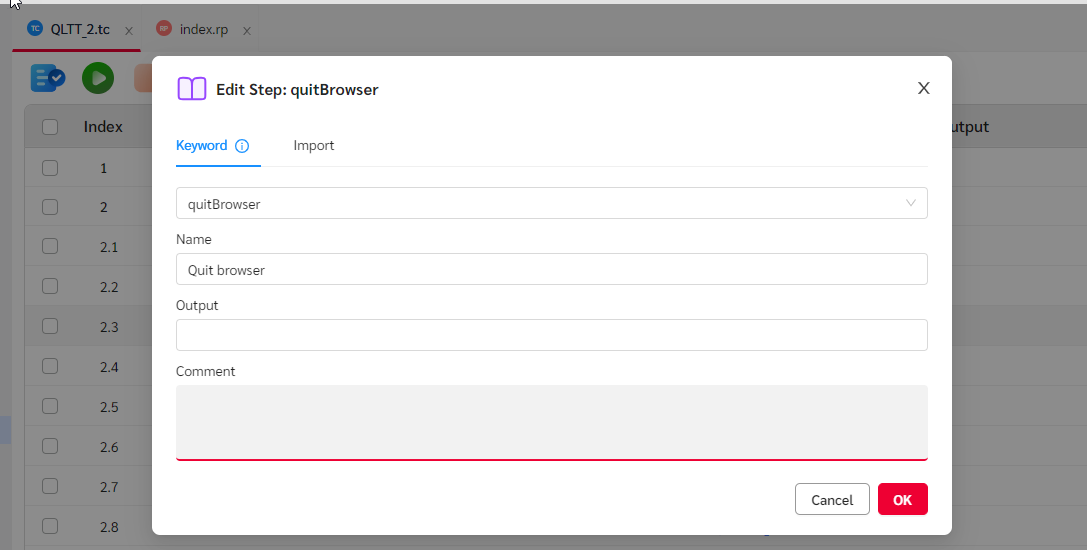 TC QLTT_2.tc x RP index.rp x
Edit Step: quitBrowser X
Keyword Import
quitBrowser
Name
Quit browser
Output
Comment
Cancel OK
Index
utput
1
2
2.1
2.2
2.3
2.4
2.5
2.6
2.7
2.8